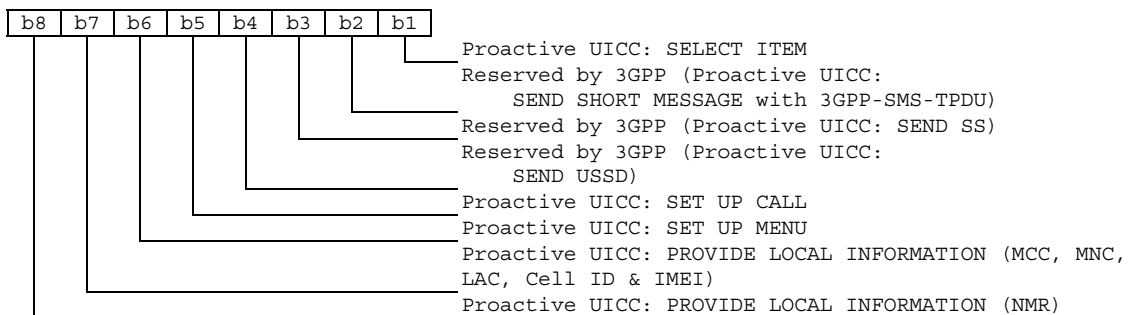 b8 b7 b6 b5 b4 b3 b2 b1
Proactive UICC: SELECT ITEM
Reserved by 3GPP (Proactive UICC:
SEND SHORT MESSAGE with 3GPP-SMS-TPDU)
Reserved by 3GPP (Proactive UICC: SEND SS)
Reserved by 3GPP (Proactive UICC:
SEND USSD)
Proactive UICC: SET UP CALL
Proactive UICC: SET UP MENU
Proactive UICC: PROVIDE LOCAL INFORMATION (MCC, MNC,
LAC, Cell ID & IMEI)
Proactive UICC: PROVIDE LOCAL INFORMATION (NMR)